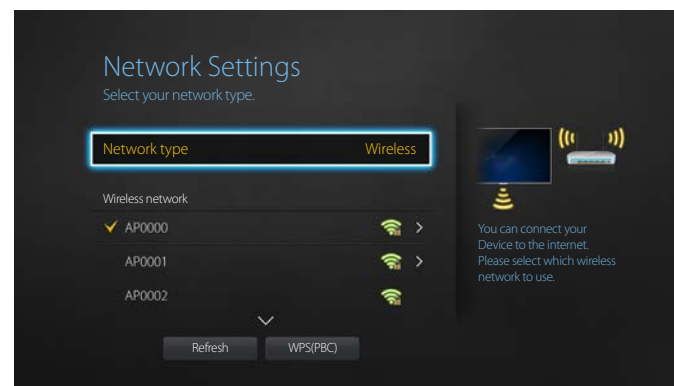 Network Settings
Select your network type.
Network type Wireless
Wireless network
AP0000
AP0001
AP0002
Refresh WPS(PBC)
You can connect your
Device to the internet.
Please select which wireless
network to use.